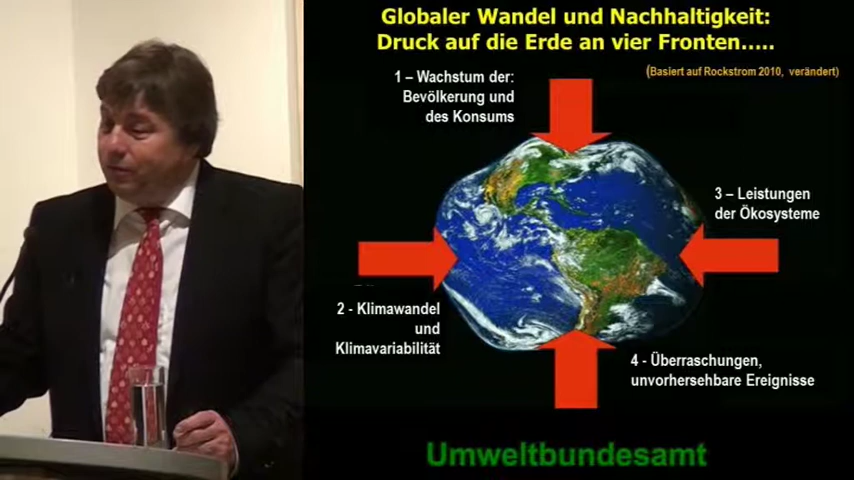 Globaler Wandel und Nachhaltigkeit:
Druck auf die Erde an vier Fronten.....
(Basiert auf Rockstrom 2010, verändert)
1 – Wachstum der:
Bevölkerung und
des Konsums
3 – Leistungen
der Ökosysteme
2 - Klimawandel
und
Klimavariabilität
4 - Überraschungen,
unvorhersehbare Ereignisse
Umweltbundesamt